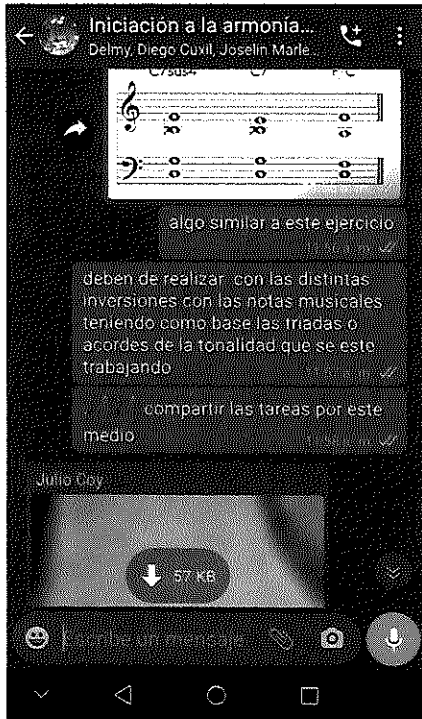 Iniciación a la armonía...
Delmy, Diego Cuxil, Joselin Marle...
C7sus4 C7 F/C
algo similar a este ejercicio
deben de realizar con las distintas
inversiones con las notas musicales
teniendo como base las triadas o
acordes de la tonalidad que se este
trabajando
compartir las tareas por este
medio
Julio Coy
57 KB